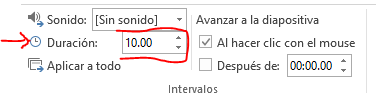 Sonido: [Sin sonido] Avanzar a la diapositiva
Duración: 10.00 Al hacer clic con el mouse
Aplicar a todo Después de: 00:00.00
Intervalos